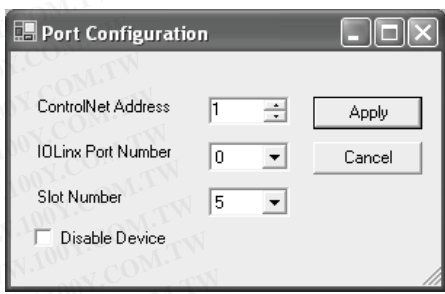 Port Configuration
ControlNet Address 1 Apply
IOLinx Port Number 0 Cancel
Slot Number 5
Disable Device